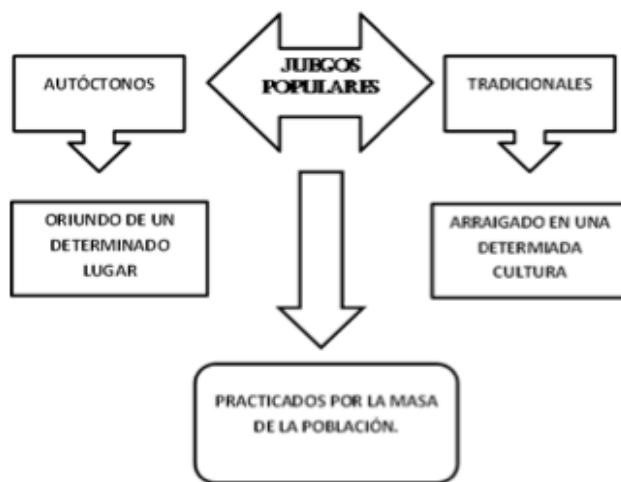 JUEGOS
POPULARES
AUTÓCTONOS
TRADICIONALES
ORIUNDO DE UN
DETERMINADO
LUGAR
ARRAIGADO EN UNA
DETERMIADA
CULTURA
PRACTICADOS POR LA MASA
DE LA POBLACIÓN.